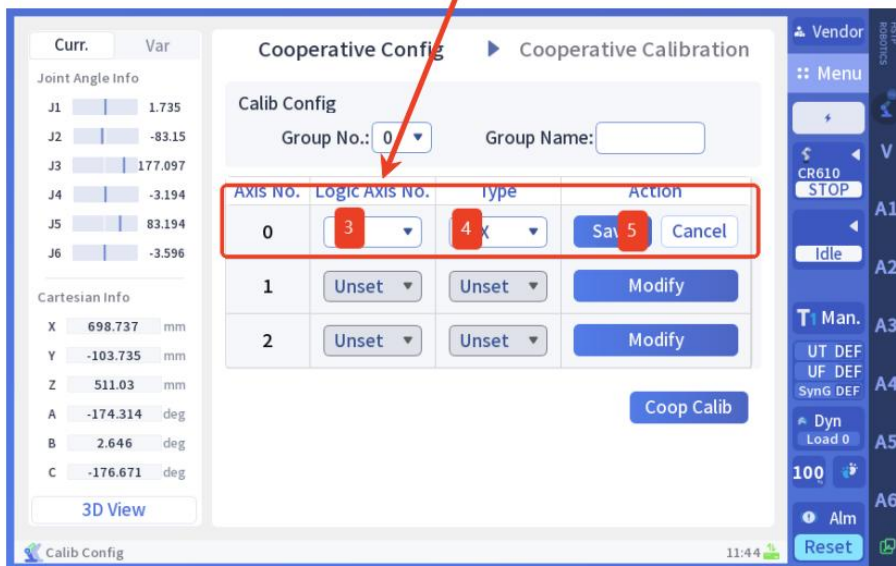 Curr. Var
Joint Angle Info
J1 1.735
J2 -83.15
J3 177.097
J4 -3.194
J5 83.194
J6 -3.596
Cartesian Info
X 698.737 mm
Y -103.735 mm
Z 511.03 mm
A -174.314 deg
B 2.646 deg
C -176.671 deg
3D View
Cooperative Config ▶ Cooperative Calibration
Calib Config
Group No.: 0 Group Name:
Axis No. Logic Axis No. Type Action
0 3 4 X 5 Cancel
1 Unset Unset Modify
2 Unset Unset Modify
Coop Calib
Calib Config 11:44
Vendor
Menu
CR610
STOP
Idle
T1 Man.
UT DEF
UF DEF
SynG DEF
Dyn
Load 0
100 %
Alm
Reset
ROBOTICS
V
A1
A2
A3
A4
A5
A6